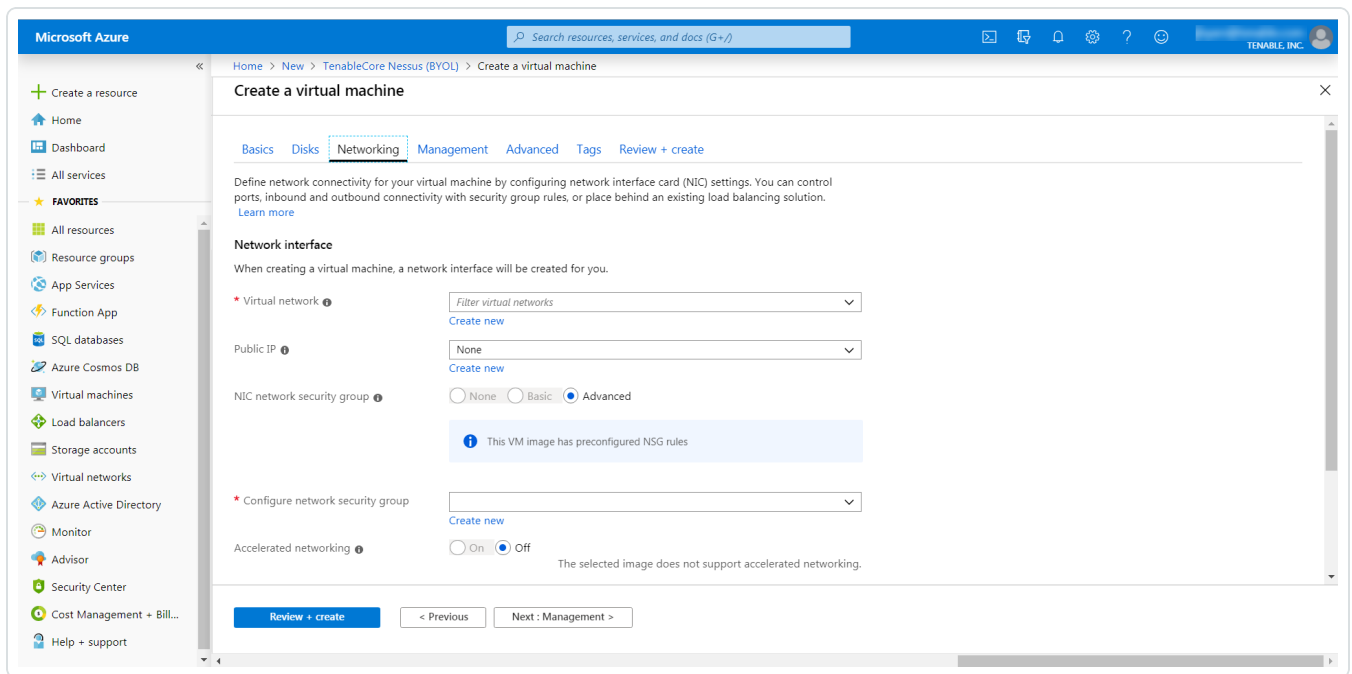 Microsoft Azure
Search resources, services, and docs (G+/)
TENABLE, INC.
«
Home > New > TenableCore Nessus (BYOL) > Create a virtual machine
Create a virtual machine
Create a resource
Home
Dashboard
All services
FAVORITES
All resources
Resource groups
App Services
Function App
SQL databases
Azure Cosmos DB
Virtual machines
Load balancers
Storage accounts
Virtual networks
Azure Active Directory
Monitor
Advisor
Security Center
Cost Management + Bill...
Help + support
Basics Disks Networking Management Advanced Tags Review + create
Define network connectivity for your virtual machine by configuring network interface card (NIC) settings. You can control
ports, inbound and outbound connectivity with security group rules, or place behind an existing load balancing solution.
Learn more
Network interface
When creating a virtual machine, a network interface will be created for you.
* Virtual network
Filter virtual networks
Create new
Public IP
None
Create new
NIC network security group
None Basic Advanced
This VM image has preconfigured NSG rules
* Configure network security group
Create new
Accelerated networking
On Off
The selected image does not support accelerated networking.
Review + create
< Previous
Next : Management >